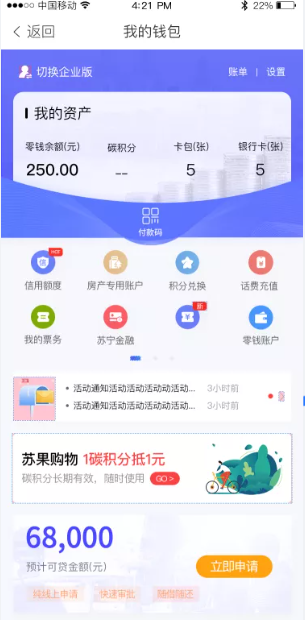 中国移动 4:21 PM 22%
返回 我的钱包
切换企业版 账单 | 设置
我的资产
零钱余额(元) 碳积分 卡包(张) 银行卡(张)
250.00 -- 5 5
付款码
HOT
信用额度 房产专用账户 积分兑换 话费充值
新
我的票务 苏宁金融 零钱账户
• 活动通知活动活动活动动活动... 3小时前
• 活动通知活动活动活动动活动... 3小时前
苏果购物 1碳积分抵1元
碳积分长期有效，随时使用 GO >
68,000
预计可贷金额(元) 立即申请
纯线上申请 快速审批 随借随还